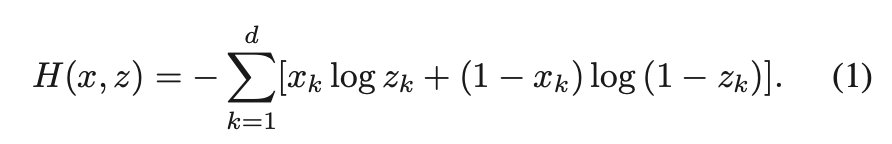 H(x, z) = − ∑_{k=1}^{d} [x_k log z_k + (1 − x_k) log (1 − z_k)]. (1)